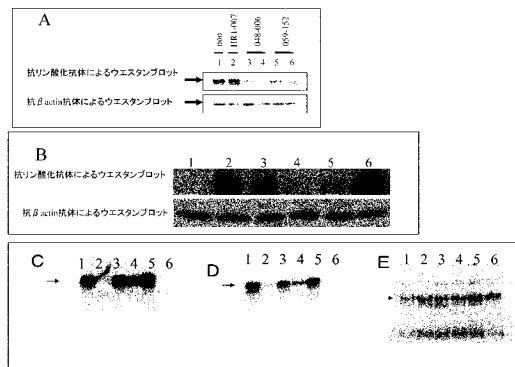 A
non
HR1-007
048-006
059-152
1 2 3 4 5 6
抗リン酸化抗体によるウエスタンブロット
抗βactin抗体によるウエスタンブロット
B
1 2 3 4 5 6
抗リン酸化抗体によるウエスタンブロット
抗βactin抗体によるウエスタンブロット
C
1 2 3 4 5 6
D
1 2 3 4 5 6
E
1 2 3 4 5 6